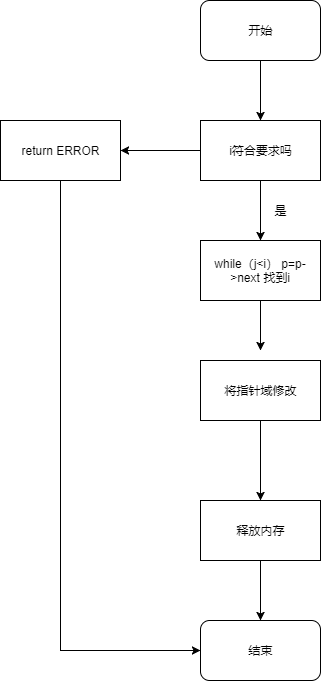 开始
return ERROR
i符合要求吗
是
while（j<i） p=p-
>next 找到i
将指针域修改
释放内存
结束